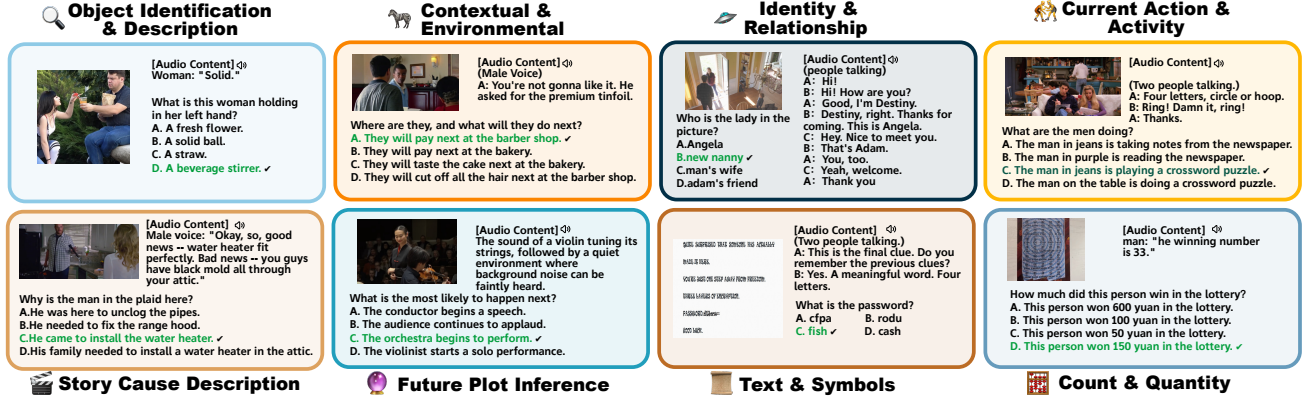 Object Identification
& Description
[Audio Content]
Woman: "Solid."
What is this woman holding
in her left hand?
A. A fresh flower.
B. A solid ball.
C. A straw.
D. A beverage stirrer. ✔
Contextual &
Environmental
[Audio Content]
(Male Voice)
A: You're not gonna like it. He
asked for the premium tinfoil.
Where are they, and what will they do next?
A. They will pay next at the barber shop. ✔
B. They will pay next at the bakery.
C. They will taste the cake next at the bakery.
D. They will cut off all the hair next at the barber shop.
Identity &
Relationship
[Audio Content]
(people talking)
A: Hi!
B: Hi! How are you?
A: Good, I'm Destiny.
B: Destiny, right. Thanks for
coming. This is Angela.
C: Hey. Nice to meet you.
B: That's Adam.
A: You, too.
C: Yeah, welcome.
A: Thank you
Who is the lady in the
picture?
A.Angela
B.new nanny ✔
C.man's wife
D.adam's friend
Current Action &
Activity
[Audio Content]
(Two people talking.)
A: Four letters, circle or hoop.
B: Ring! Damn it, ring!
A: Thanks.
What are the men doing?
A. The man in jeans is taking notes from the newspaper.
B. The man in purple is reading the newspaper.
C. The man in jeans is playing a crossword puzzle. ✔
D. The man on the table is doing a crossword puzzle.
[Audio Content]
Male voice: "Okay, so, good
news -- water heater fit
perfectly. Bad news -- you guys
have black mold all through
your attic."
Why is the man in the plaid here?
A.He was here to unclog the pipes.
B.He needed to fix the range hood.
C.He came to install the water heater. ✔
D.His family needed to install a water heater in the attic.
Story Cause Description
[Audio Content]
The sound of a violin tuning its
strings, followed by a quiet
environment where
background noise can be
faintly heard.
What is the most likely to happen next?
A. The conductor begins a speech.
B. The audience continues to applaud.
C. The orchestra begins to perform. ✔
D. The violinist starts a solo performance.
Future Plot Inference
[Audio Content]
(Two people talking.)
A: This is the final clue. Do you
remember the previous clues?
B: Yes. A meaningful word. Four
letters.
What is the password?
A. cfpa B. rodu
C. fish ✔ D. cash
Text & Symbols
[Audio Content]
man: "he winning number
is 33."
How much did this person win in the lottery?
A. This person won 600 yuan in the lottery.
B. This person won 100 yuan in the lottery.
C. This person won 50 yuan in the lottery.
D. This person won 150 yuan in the lottery. ✔
Count & Quantity